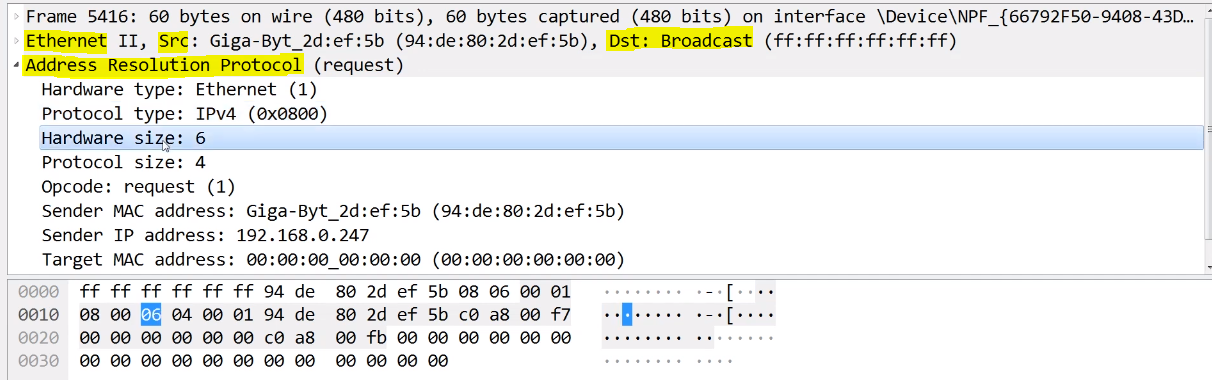 Frame 5416: 60 bytes on wire (480 bits), 60 bytes captured (480 bits) on interface \Device\NPF_{66792F50-9408-43D…
Ethernet II, Src: Giga-Byt_2d:ef:5b (94:de:80:2d:ef:5b), Dst: Broadcast (ff:ff:ff:ff:ff:ff)
Address Resolution Protocol (request)
Hardware type: Ethernet (1)
Protocol type: IPv4 (0x0800)
Hardware size: 6
Protocol size: 4
Opcode: request (1)
Sender MAC address: Giga-Byt_2d:ef:5b (94:de:80:2d:ef:5b)
Sender IP address: 192.168.0.247
Target MAC address: 00:00:00_00:00:00 (00:00:00:00:00:00)
0000 ff ff ff ff ff ff 94 de 80 2d ef 5b 08 06 00 01 ········ ·-·[····
0010 08 00 06 04 00 01 94 de 80 2d ef 5b c0 a8 00 f7 ········ ·-·[····
0020 00 00 00 00 00 00 c0 a8 00 fb 00 00 00 00 00 00 ········ ········
0030 00 00 00 00 00 00 00 00 00 00 00 00 ········ ····